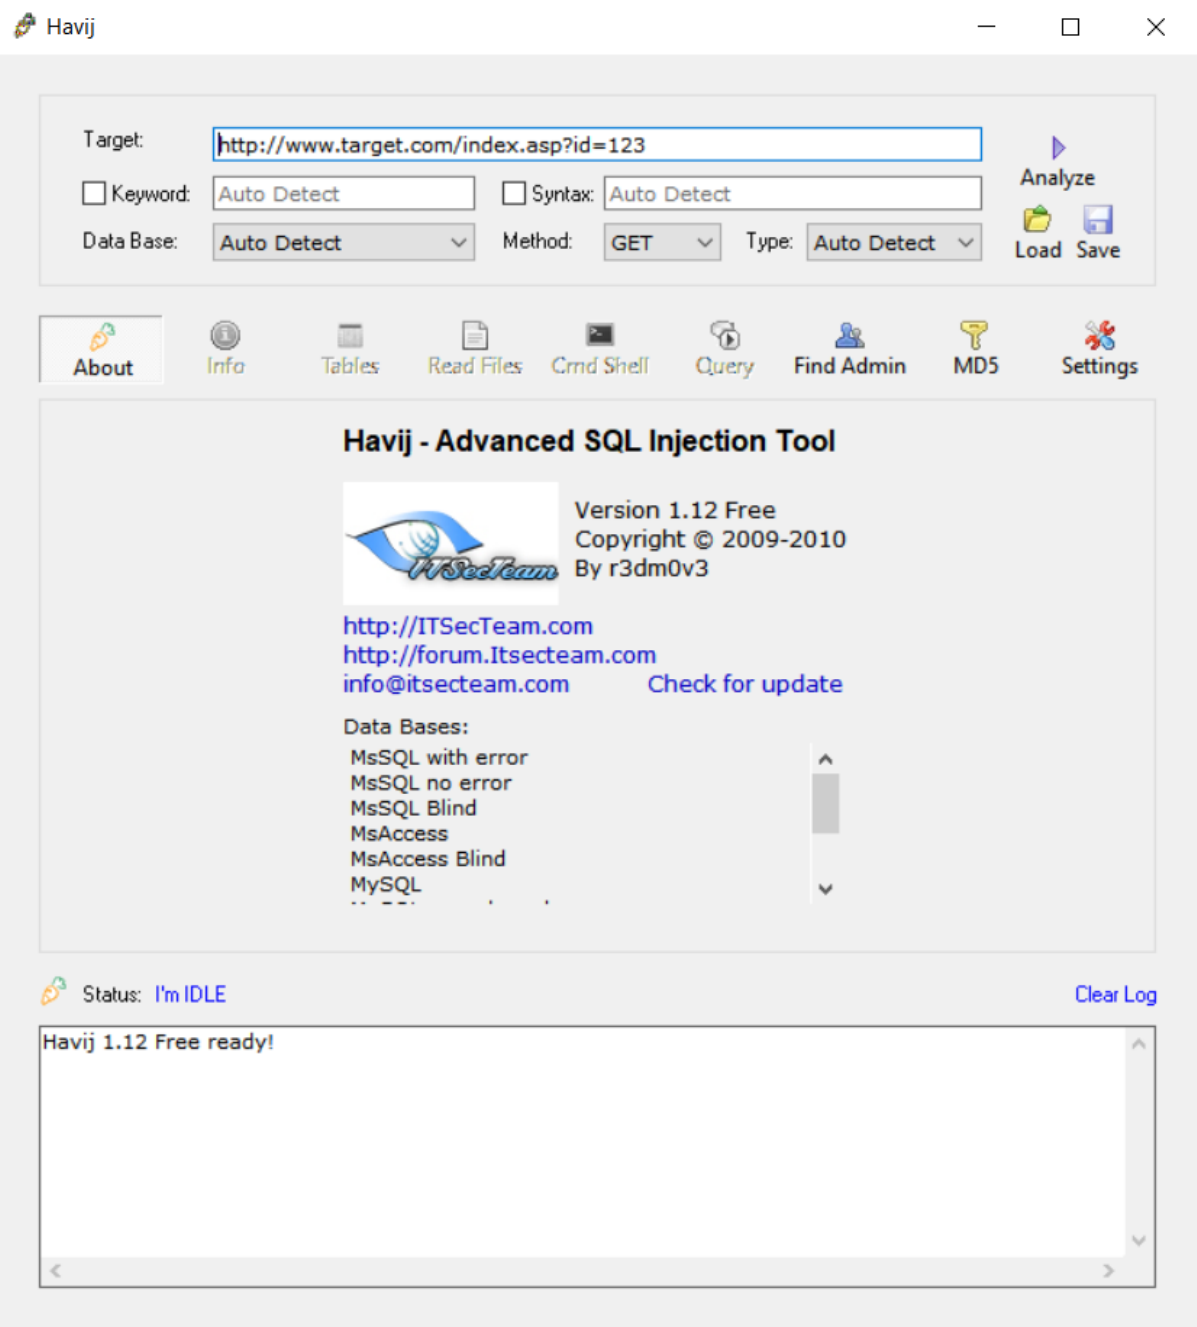 Havij
Target: http://www.target.com/index.asp?id=123
Analyze
Keyword: Auto Detect Syntax: Auto Detect
Data Base: Auto Detect Method: GET Type: Auto Detect
Load Save
About Info Tables Read Files Cmd Shell Query Find Admin MD5 Settings
Havij - Advanced SQL Injection Tool
ITSecTeam
Version 1.12 Free
Copyright © 2009-2010
By r3dm0v3
http://ITSecTeam.com
http://forum.Itsecteam.com
info@itsecteam.com Check for update
Data Bases:
MsSQL with error
MsSQL no error
MsSQL Blind
MsAccess
MsAccess Blind
MySQL
Status: I'm IDLE Clear Log
Havij 1.12 Free ready!